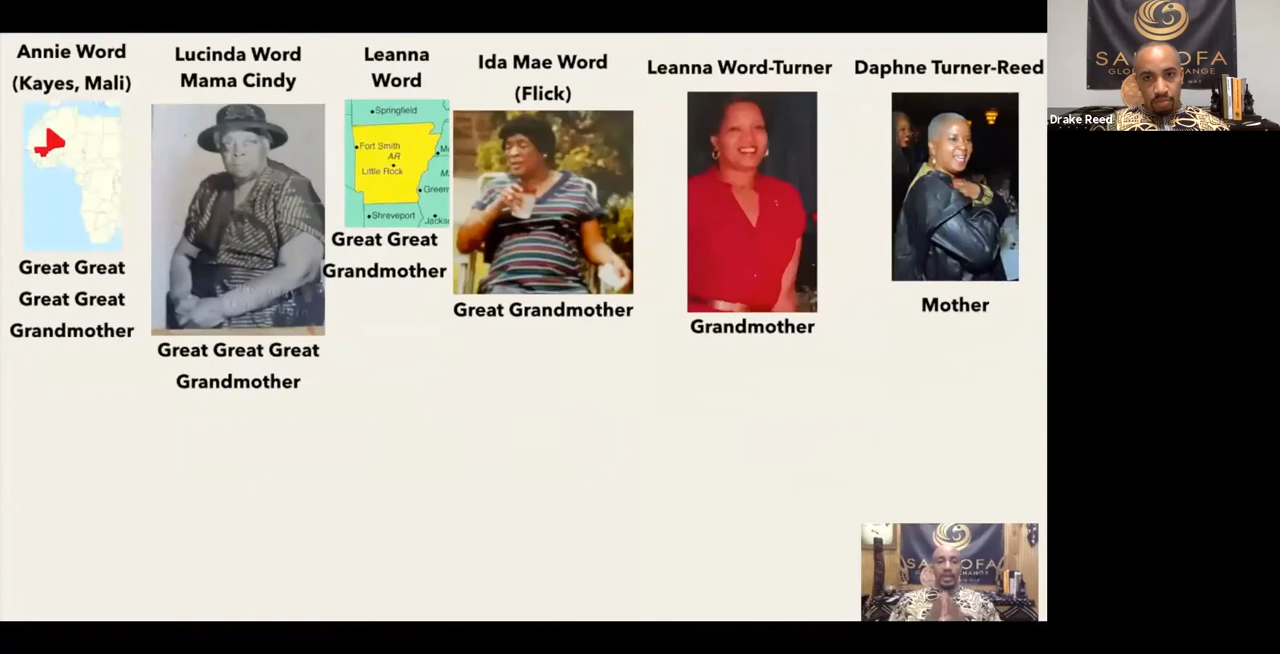 Annie Word
(Kayes, Mali)
Great Great
Great Great
Grandmother
Lucinda Word
Mama Cindy
Great Great Great
Grandmother
Leanna
Word
Springfield
Fort Smith
AR
Little Rock
Green
Shreveport
Jacks
Great Great
Grandmother
Ida Mae Word
(Flick)
Great Grandmother
Leanna Word-Turner
Grandmother
Daphne Turner-Reed
Mother
Drake Reed